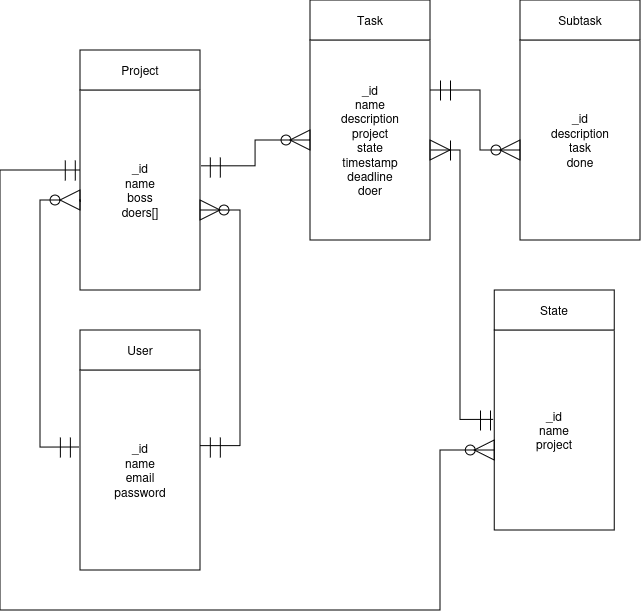 Project
_id
name
boss
doers[]
Task
_id
name
description
project
state
timestamp
deadline
doer
Subtask
_id
description
task
done
User
_id
name
email
password
State
_id
name
project